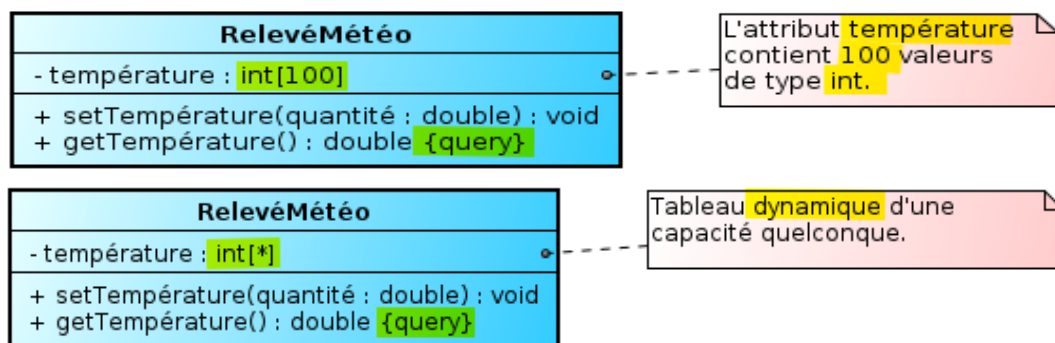 RelevéMétéo
- température : int[100]
+ setTempérature(quantité : double) : void
+ getTempérature() : double {query}
L'attribut température
contient 100 valeurs
de type int.
RelevéMétéo
- température : int[*]
+ setTempérature(quantité : double) : void
+ getTempérature() : double {query}
Tableau dynamique d'une
capacité quelconque.